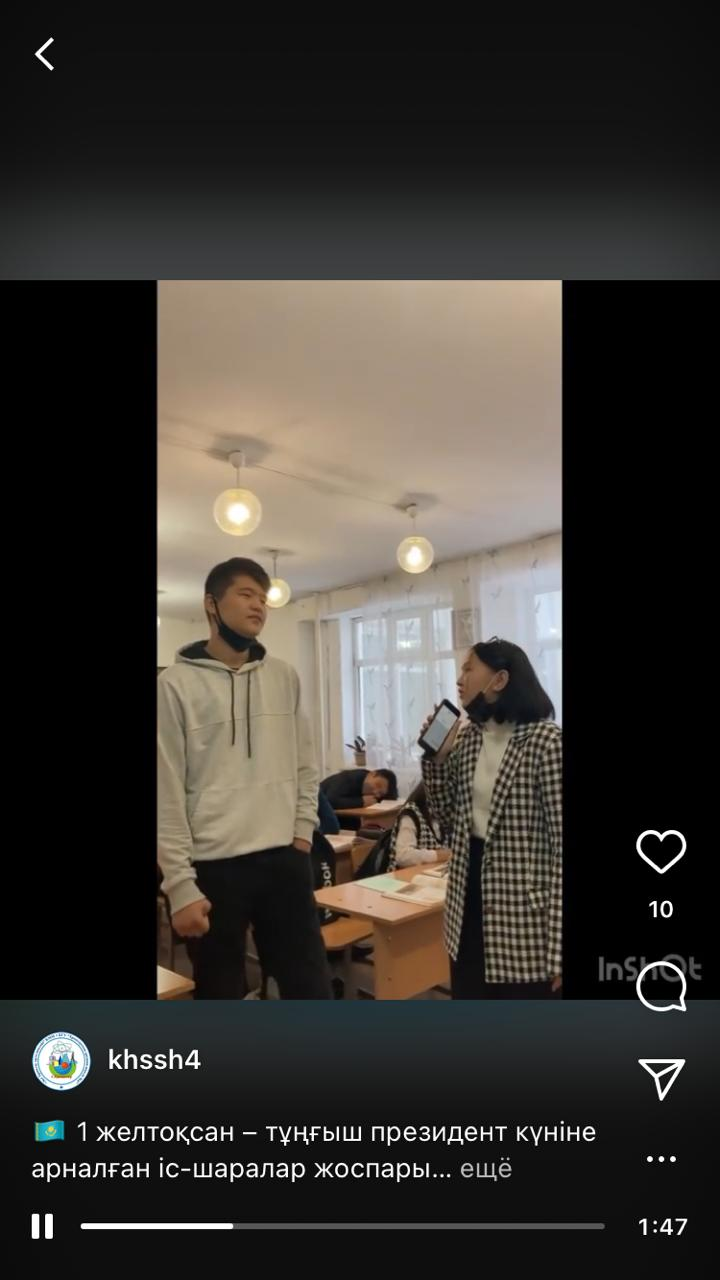 10
InShOt
khssh4
🇰🇿 1 желтоқсан – тұңғыш президент күніне
арналған іс-шаралар жоспары... ещё
1:47